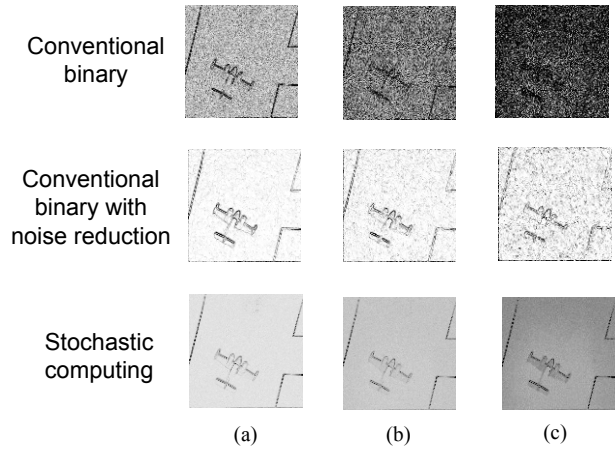 Conventional
binary
Conventional
binary with
noise reduction
Stochastic
computing
(a) (b) (c)